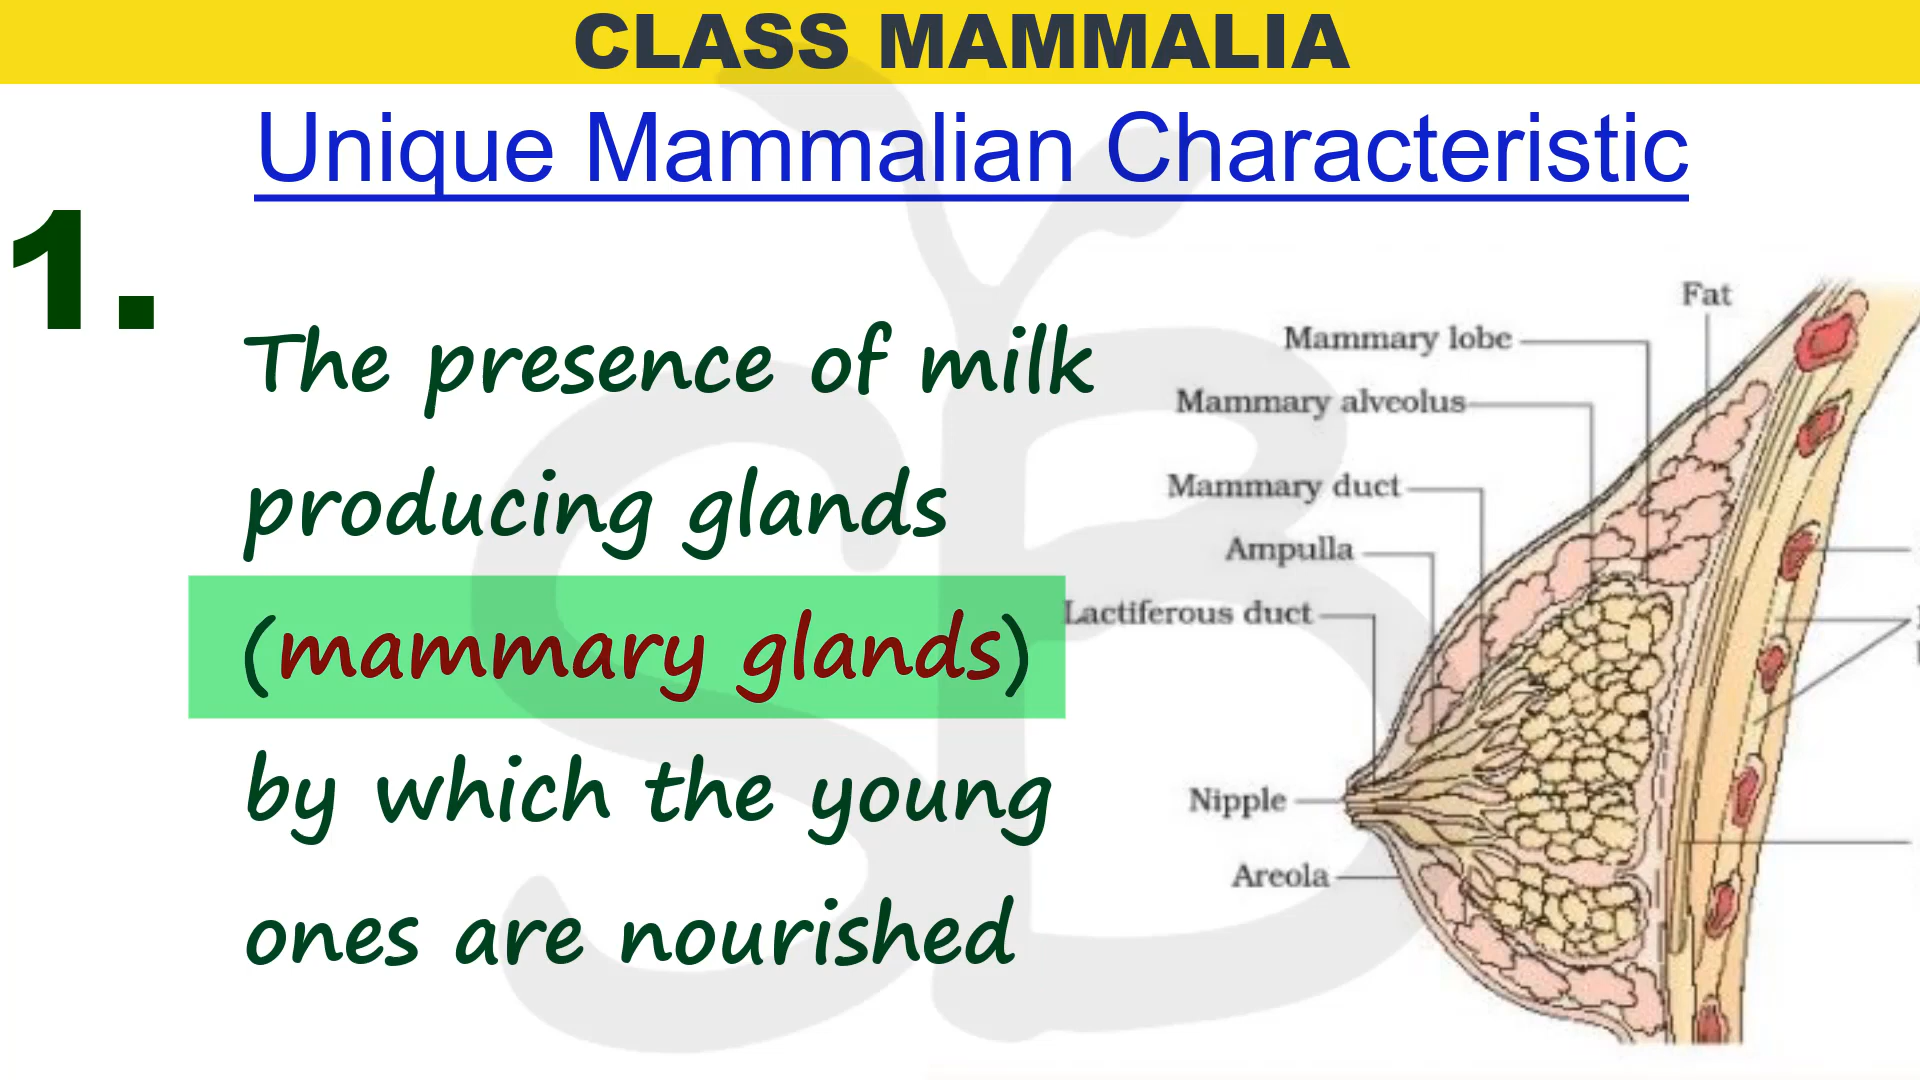 CLASS MAMMALIA
Unique Mammalian Characteristic
1.
The presence of milk
producing glands
(mammary glands)
by which the young
ones are nourished
Fat
Mammary lobe
Mammary alveolus
Mammary duct
Ampulla
Lactiferous duct
Nipple
Areola
SB